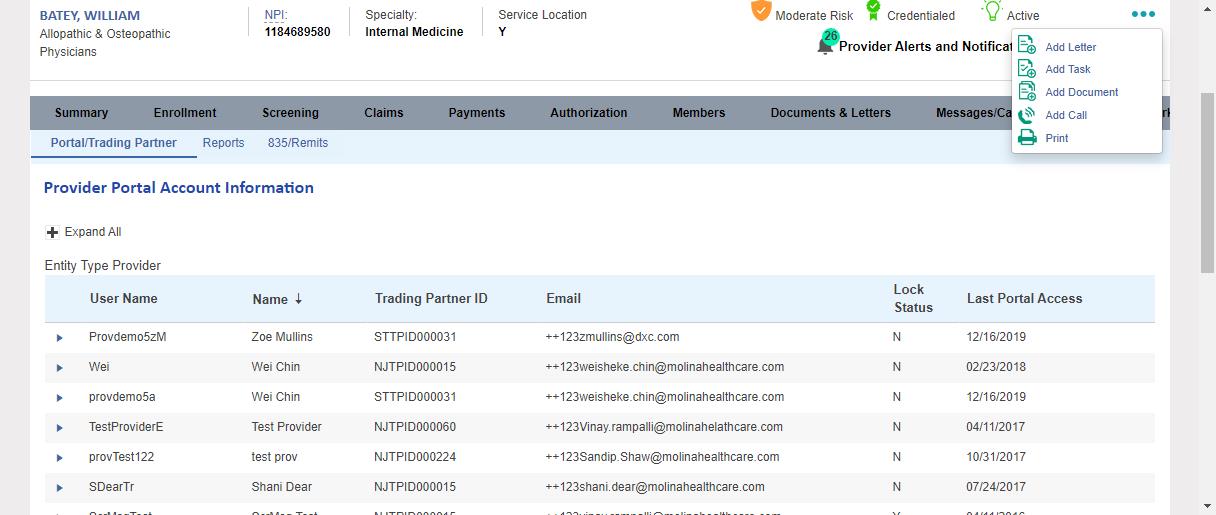 BATEY, WILLIAM
Allopathic & Osteopathic
Physicians
NPI:
1184689580
Specialty:
Internal Medicine
Service Location
Y
Moderate Risk
Credentialed
Active
26
Provider Alerts and Notificat
Add Letter
Add Task
Add Document
Add Call
Print
Summary Enrollment Screening Claims Payments Authorization Members Documents & Letters Messages/Ca
Portal/Trading Partner Reports 835/Remits
Provider Portal Account Information
Expand All
Entity Type Provider
User Name Name Trading Partner ID Email Lock Status Last Portal Access
Provdemo5zM Zoe Mullins STTPID000031 ++123zmullins@dxc.com N 12/16/2019
Wei Wei Chin NJTPID000015 ++123weisheke.chin@molinahealthcare.com N 02/23/2018
provdemo5a Wei Chin STTPID000031 ++123weisheke.chin@molinahealthcare.com N 12/16/2019
TestProviderE Test Provider NJTPID000060 ++123Vinay.rampalli@molinahelathcare.com N 04/11/2017
provTest122 test prov NJTPID000224 ++123Sandip.Shaw@molinahealthcare.com N 10/31/2017
SDearTr Shani Dear NJTPID000015 ++123shani.dear@molinahealthcare.com N 07/24/2017